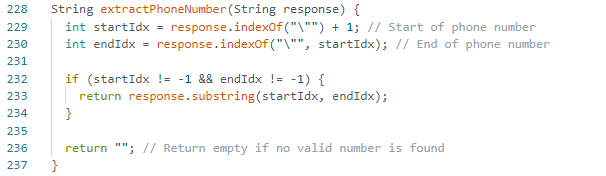 228 String extractPhoneNumber(String response) {
229   int startIdx = response.indexOf("\"") + 1; // Start of phone number
230   int endIdx = response.indexOf("\"", startIdx); // End of phone number
231
232   if (startIdx != -1 && endIdx != -1) {
233     return response.substring(startIdx, endIdx);
234   }
235
236   return ""; // Return empty if no valid number is found
237 }